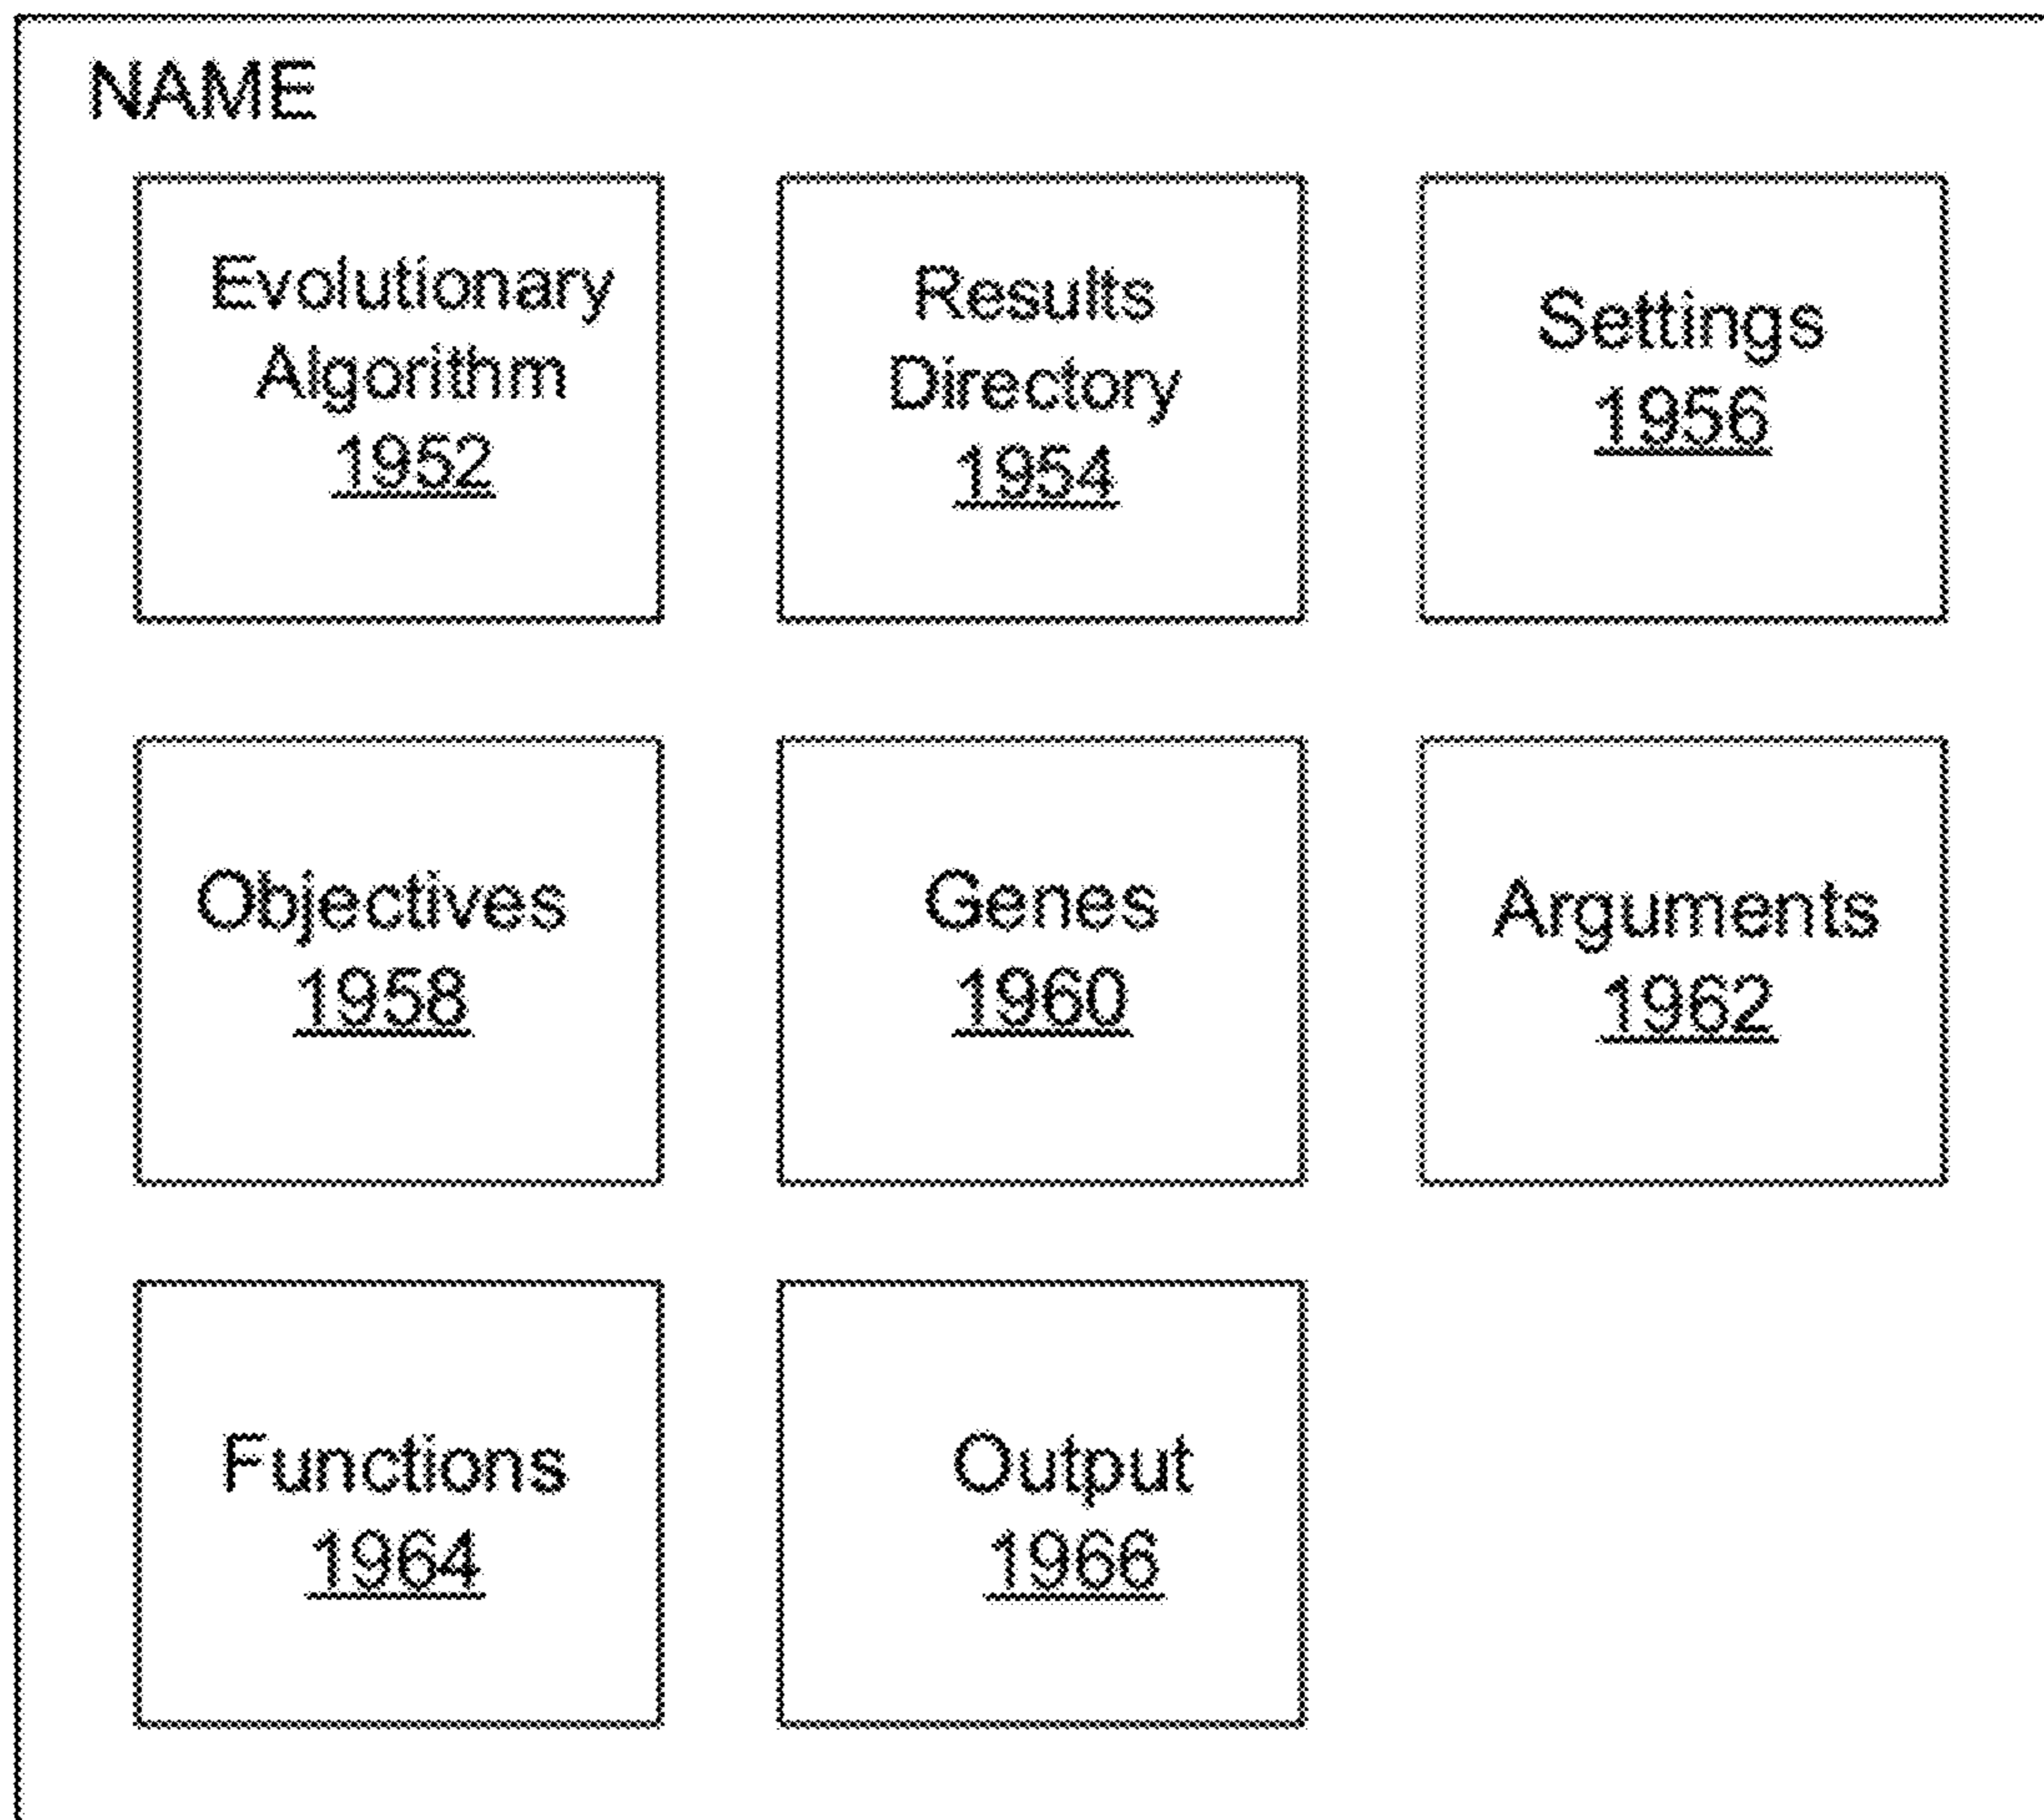 NAME
Evolutionary
Algorithm
1952
Results
Directory
1954
Settings
1956
Objectives
1958
Genes
1960
Arguments
1962
Functions
1964
Output
1966